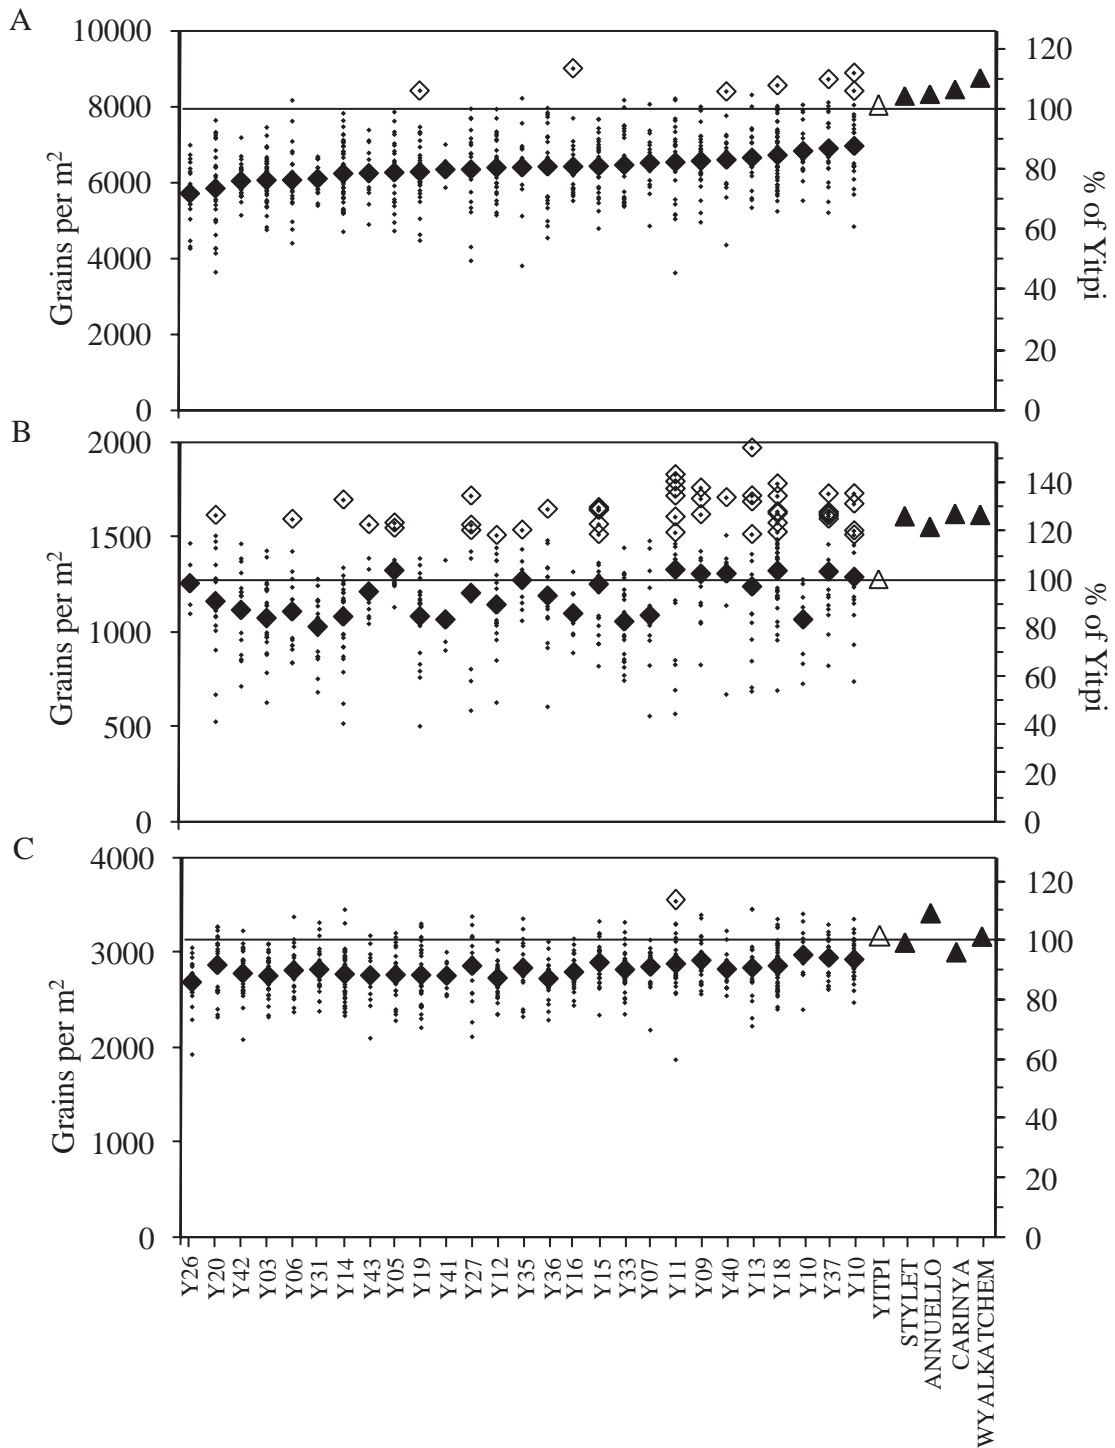 A
10000
8000
6000
4000
2000
0
Grains per m2
120
100
80
60
40
20
0
% of Yitpi
B
2000
1500
1000
500
0
Grains per m2
140
120
100
80
60
40
20
0
% of Yitpi
C
4000
3000
2000
1000
0
Grains per m2
120
100
80
60
40
20
0
Y26
Y20
Y42
Y03
Y06
Y31
Y14
Y43
Y05
Y19
Y41
Y27
Y12
Y35
Y36
Y16
Y15
Y33
Y07
Y11
Y09
Y40
Y13
Y18
Y10
Y37
Y10
YITPI
STYLET
ANNUELLO
CARINYA
WYALKATCHEM